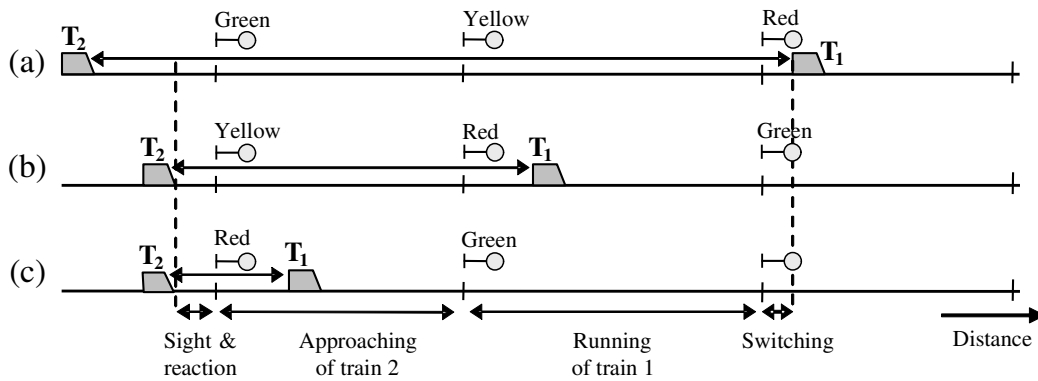 Green Yellow Red
(a) T2 T1
Yellow Red Green
(b) T2 T1
Red Green
(c) T2 T1
Sight & Approaching Running Switching Distance
reaction of train 2 of train 1